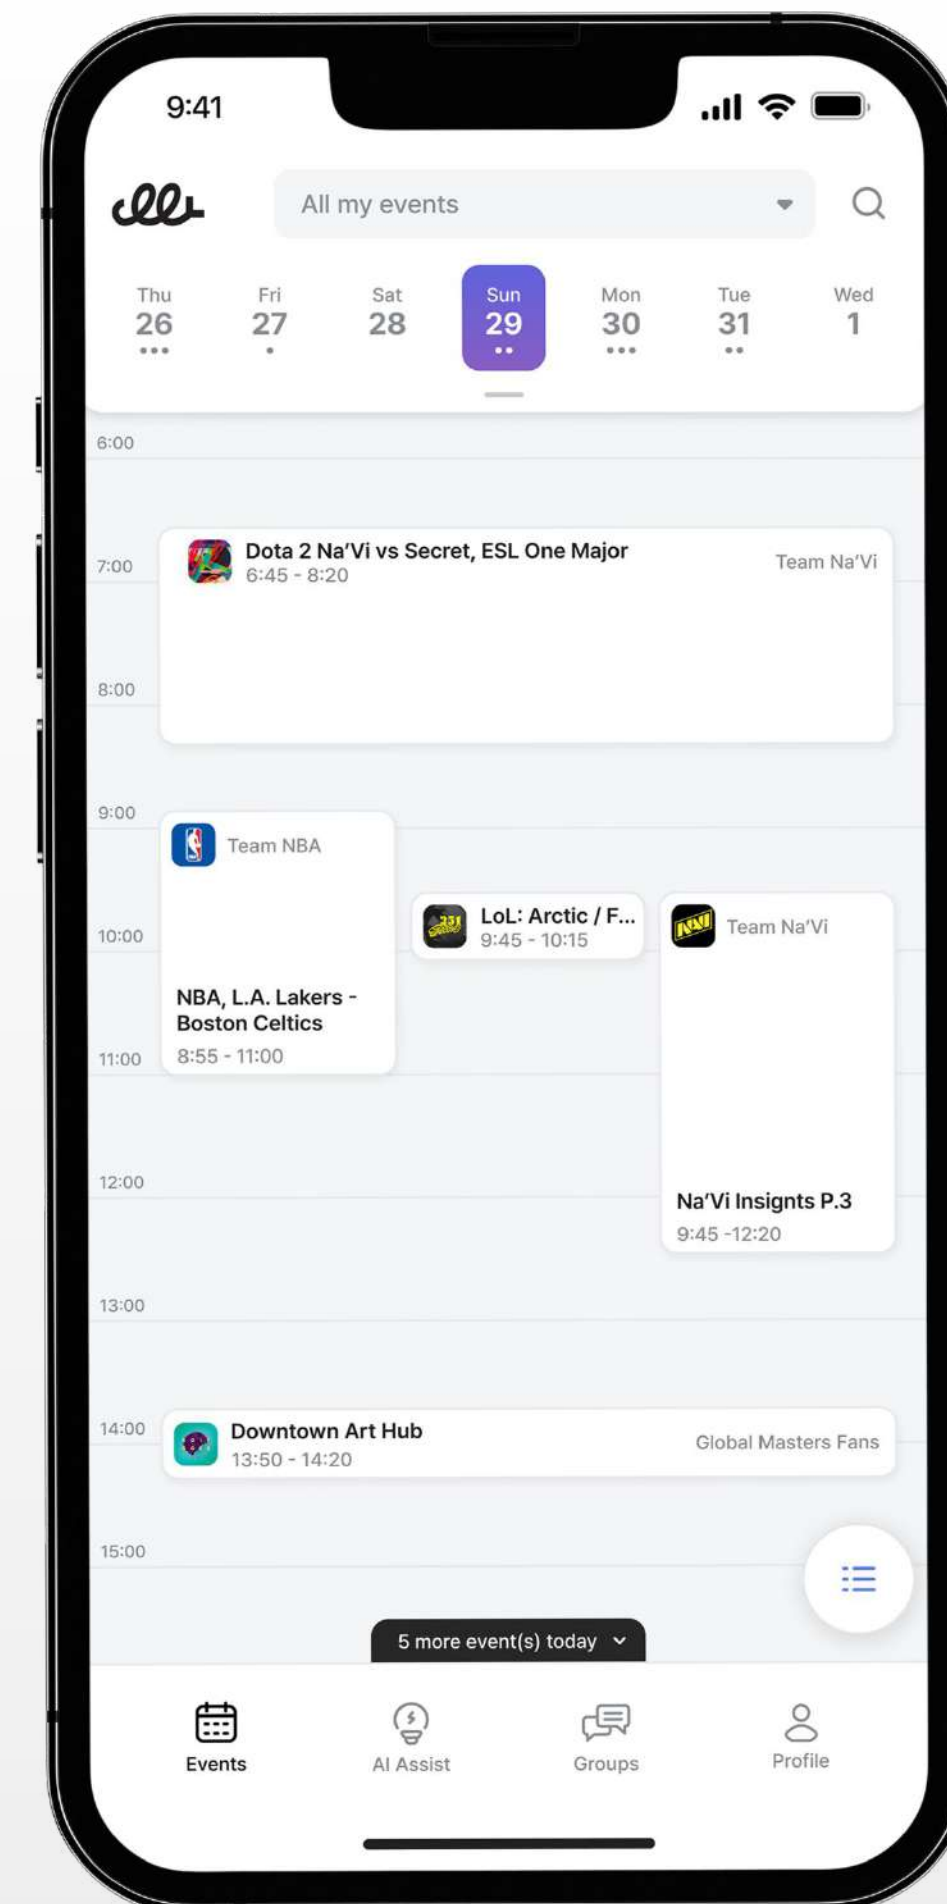 9:41
All my events
Thu Fri Sat Sun Mon Tue Wed
26 27 28 29 30 31 1
6:00
7:00
Dota 2 Na'Vi vs Secret, ESL One Major
6:45 - 8:20
Team Na'Vi
8:00
9:00
Team NBA
NBA, L.A. Lakers -
Boston Celtics
8:55 - 11:00
LoL: Arctic / F...
9:45 - 10:15
Team Na'Vi
Na'Vi Insignts P.3
9:45 -12:20
10:00
11:00
12:00
13:00
14:00
Downtown Art Hub
13:50 - 14:20
Global Masters Fans
15:00
5 more event(s) today
Events
AI Assist
Groups
Profile